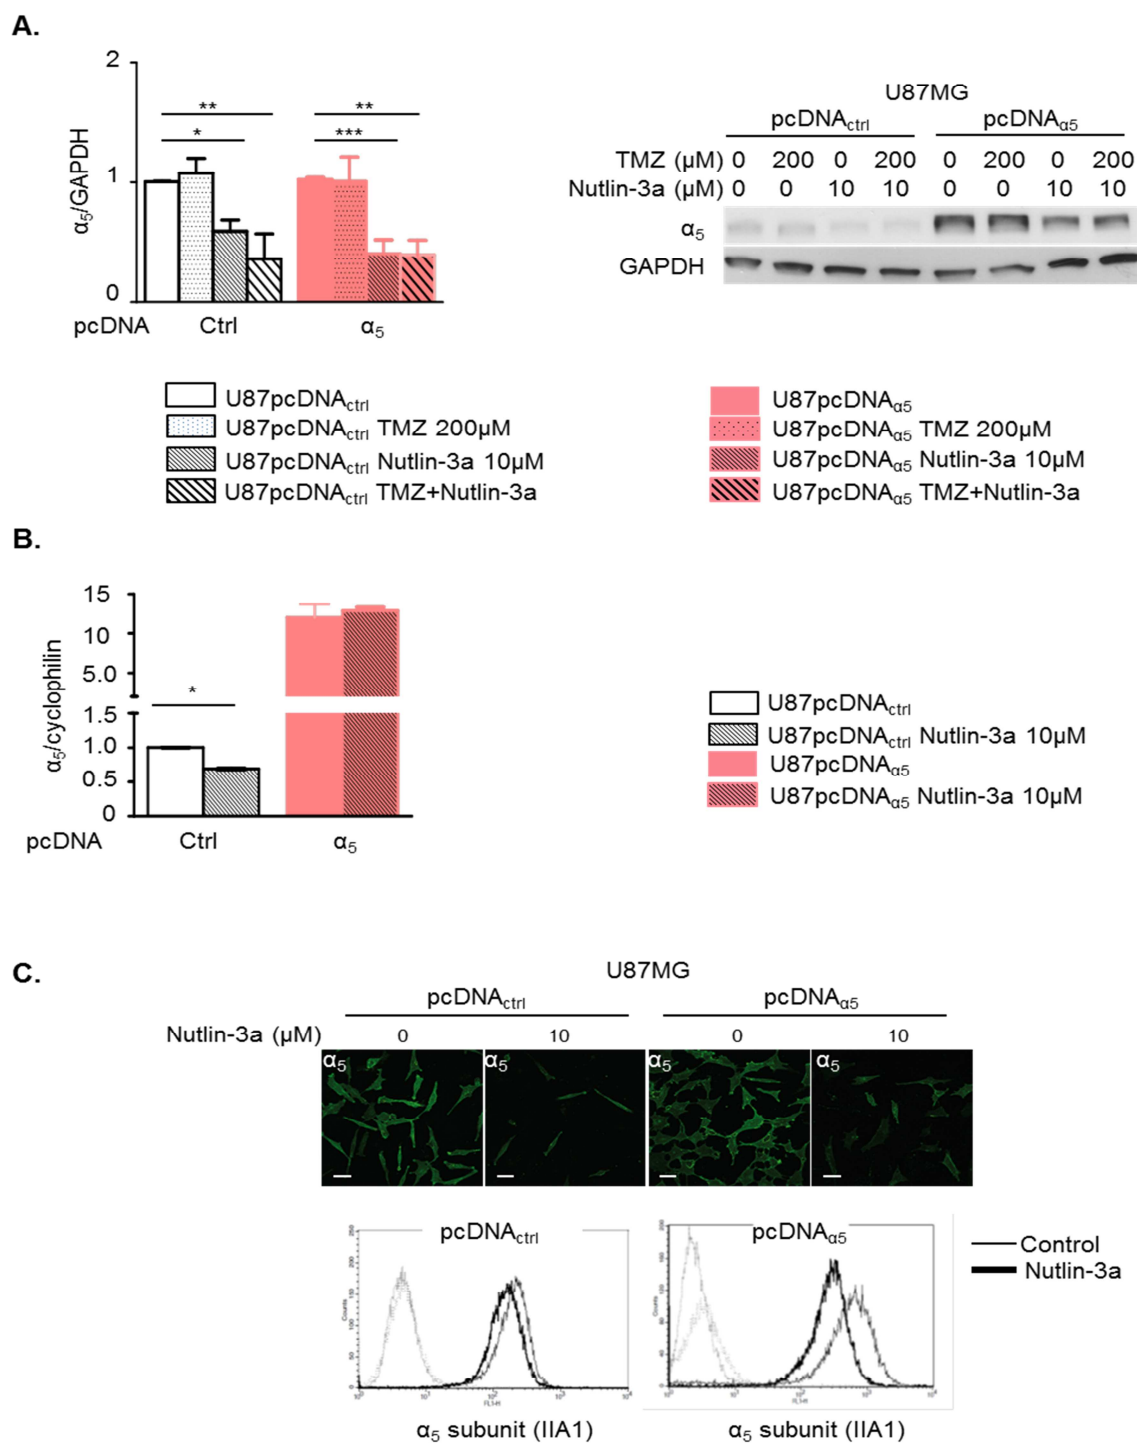 A.
2
1
0
α5/GAPDH
** **
* ***
pcDNA Ctrl α5
U87MG
pcDNActrl pcDNAα5
TMZ (µM) 0 200 0 200 0 200 0 200
Nutlin-3a (µM) 0 0 10 10 0 0 10 10
α5
GAPDH
U87pcDNActrl
U87pcDNActrl TMZ 200µM
U87pcDNActrl Nutlin-3a 10µM
U87pcDNActrl TMZ+Nutlin-3a
U87pcDNAα5
U87pcDNAα5 TMZ 200µM
U87pcDNAα5 Nutlin-3a 10µM
U87pcDNAα5 TMZ+Nutlin-3a
B.
15
10
5.0
1.5
1.0
0.5
0
α5/cyclophilin
*
pcDNA Ctrl α5
U87pcDNActrl
U87pcDNActrl Nutlin-3a 10µM
U87pcDNAα5
U87pcDNAα5 Nutlin-3a 10µM
C.
U87MG
pcDNActrl pcDNAα5
Nutlin-3a (µM) 0 10 0 10
α5 α5 α5 α5
pcDNActrl pcDNAα5
Counts Counts
FL1-H FL1-H
Control
Nutlin-3a
α5 subunit (IIA1) α5 subunit (IIA1)